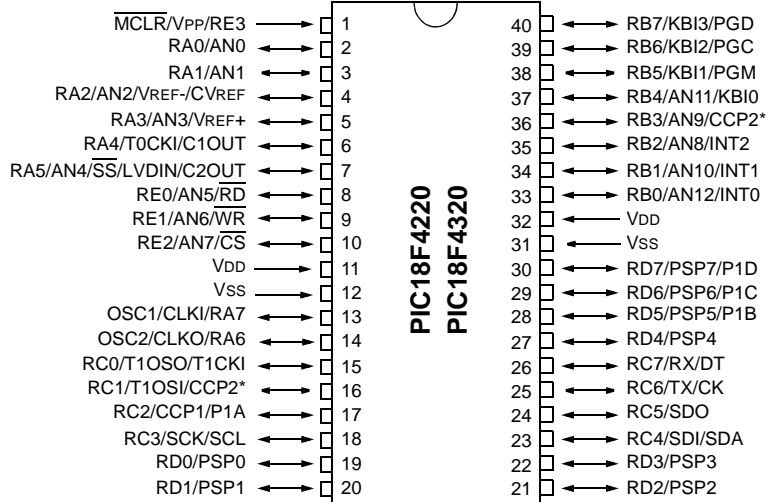 MCLR/VPP/RE3 1 40 RB7/KBI3/PGD
RA0/AN0 2 39 RB6/KBI2/PGC
RA1/AN1 3 38 RB5/KBI1/PGM
RA2/AN2/VREF-/CVREF 4 37 RB4/AN11/KBI0
RA3/AN3/VREF+ 5 36 RB3/AN9/CCP2*
RA4/T0CKI/C1OUT 6 35 RB2/AN8/INT2
RA5/AN4/SS/LVDIN/C2OUT 7 34 RB1/AN10/INT1
RE0/AN5/RD 8 33 RB0/AN12/INT0
RE1/AN6/WR 9 32 VDD
RE2/AN7/CS 10 31 VSS
VDD 11 30 RD7/PSP7/P1D
VSS 12 29 RD6/PSP6/P1C
OSC1/CLKI/RA7 13 28 RD5/PSP5/P1B
OSC2/CLKO/RA6 14 27 RD4/PSP4
RC0/T1OSO/T1CKI 15 26 RC7/RX/DT
RC1/T1OSI/CCP2* 16 25 RC6/TX/CK
RC2/CCP1/P1A 17 24 RC5/SDO
RC3/SCK/SCL 18 23 RC4/SDI/SDA
RD0/PSP0 19 22 RD3/PSP3
RD1/PSP1 20 21 RD2/PSP2
PIC18F4220
PIC18F4320